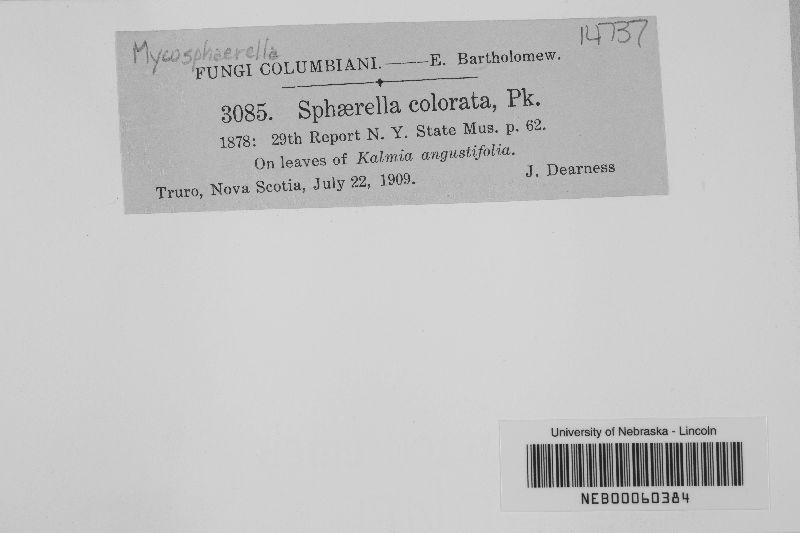 Mycosphaerella
14737
FUNGI COLUMBIANI.——E. Bartholomew.
3085. Sphærella colorata, Pk.
1878: 29th Report N. Y. State Mus. p. 62.
On leaves of Kalmia angustifolia.
Truro, Nova Scotia, July 22, 1909. J. Dearness
University of Nebraska - Lincoln
NEB00060384